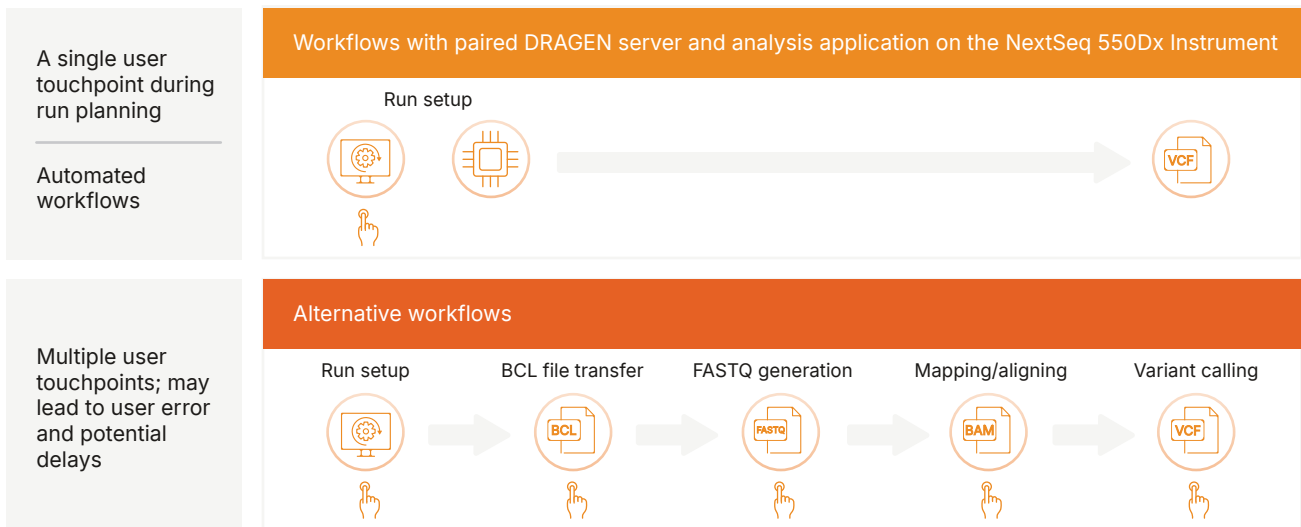 A single user
touchpoint during
run planning
Automated
workflows
Workflows with paired DRAGEN server and analysis application on the NextSeq 550Dx Instrument
Run setup
VCF
Multiple user
touchpoints; may
lead to user error
and potential
delays
Alternative workflows
Run setup
BCL file transfer
FASTQ generation
Mapping/aligning
Variant calling
BCL
FASTQ
BAM
VCF